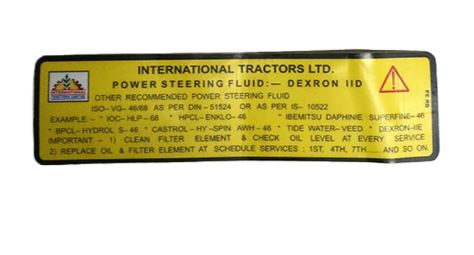 INTERNATIONAL TRACTORS LTD.
POWER STEERING FLUID:— DEXRON IID
OTHER RECOMMENDED POWER STEERING FLUID
ISO–VG–46/68 AS PER DIN–51524 OR AS PER IS–10522
EXAMPLE:– * IOC–HLP–68 * HPCL–ENKLO–46 * IBEMITSU DAPHINIE SUPERFINE–46
* BPCL–HYDROL S–46 * CASTROL–HY–SPIN AWH–46 * TIDE WATER–VEED * DEXRON–IIE
IMPORTANT:– 1) CLEAN FILTER ELEMENT & CHECK OIL LEVEL AT EVERY SERVICE
2) REPLACE OIL & FILTER ELEMENT AT SCHEDULE SERVICES : 1ST, 4TH, 7TH...... AND SO ON.
INTERNATIONAL
TRACTORS LIMITED